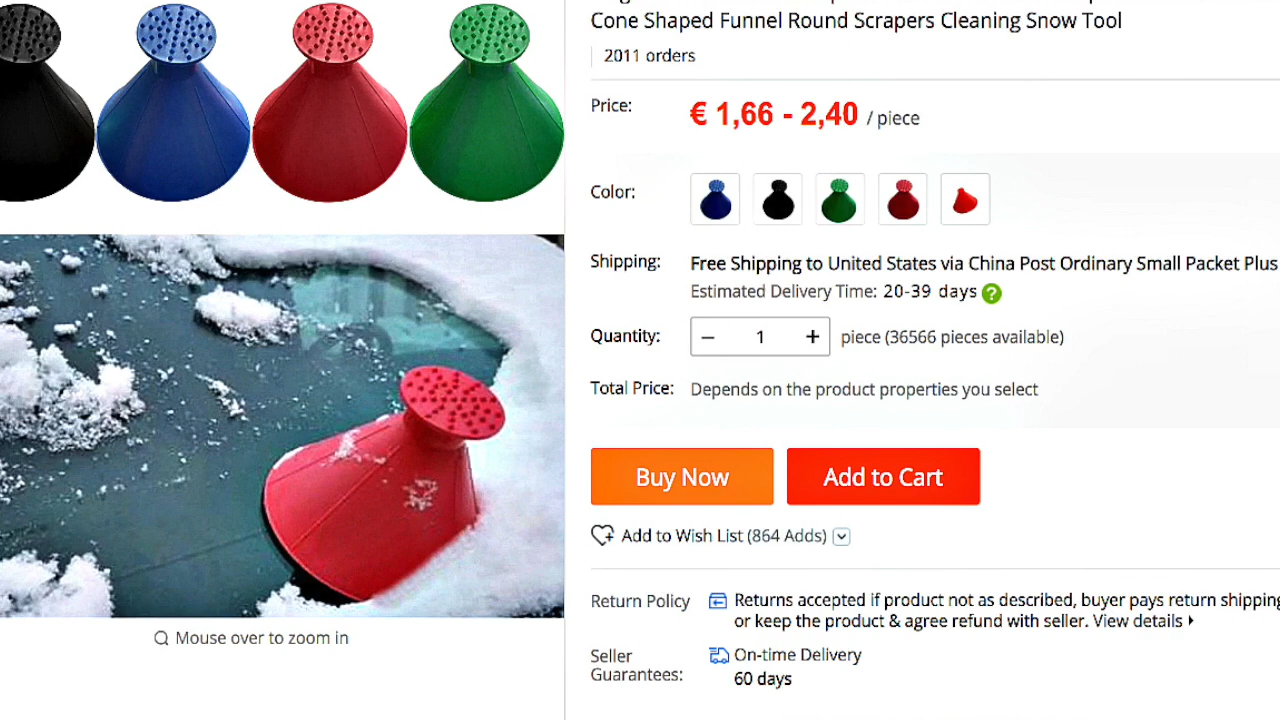 Cone Shaped Funnel Round Scrapers Cleaning Snow Tool
2011 orders
Price:
€ 1,66 - 2,40 / piece
Color:
Shipping:
Free Shipping to United States via China Post Ordinary Small Packet Plus
Estimated Delivery Time: 20-39 days ?
Quantity:
− 1 + piece (36566 pieces available)
Total Price:
Depends on the product properties you select
Buy Now
Add to Cart
Add to Wish List (864 Adds)
Mouse over to zoom in
Return Policy
Returns accepted if product not as described, buyer pays return shipping
or keep the product & agree refund with seller. View details
Seller
Guarantees:
On-time Delivery
60 days